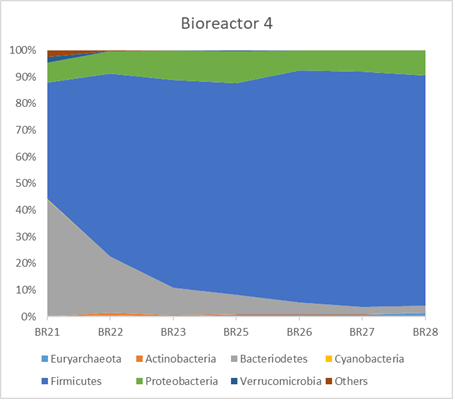 Bioreactor 4
100%
90%
80%
70%
60%
50%
40%
30%
20%
10%
0%
BR21 BR22 BR23 BR25 BR26 BR27 BR28
Euryarchaeota Actinobacteria Bacteriodetes Cyanobacteria
Firmicutes Proteobacteria Verrucomicrobia Others